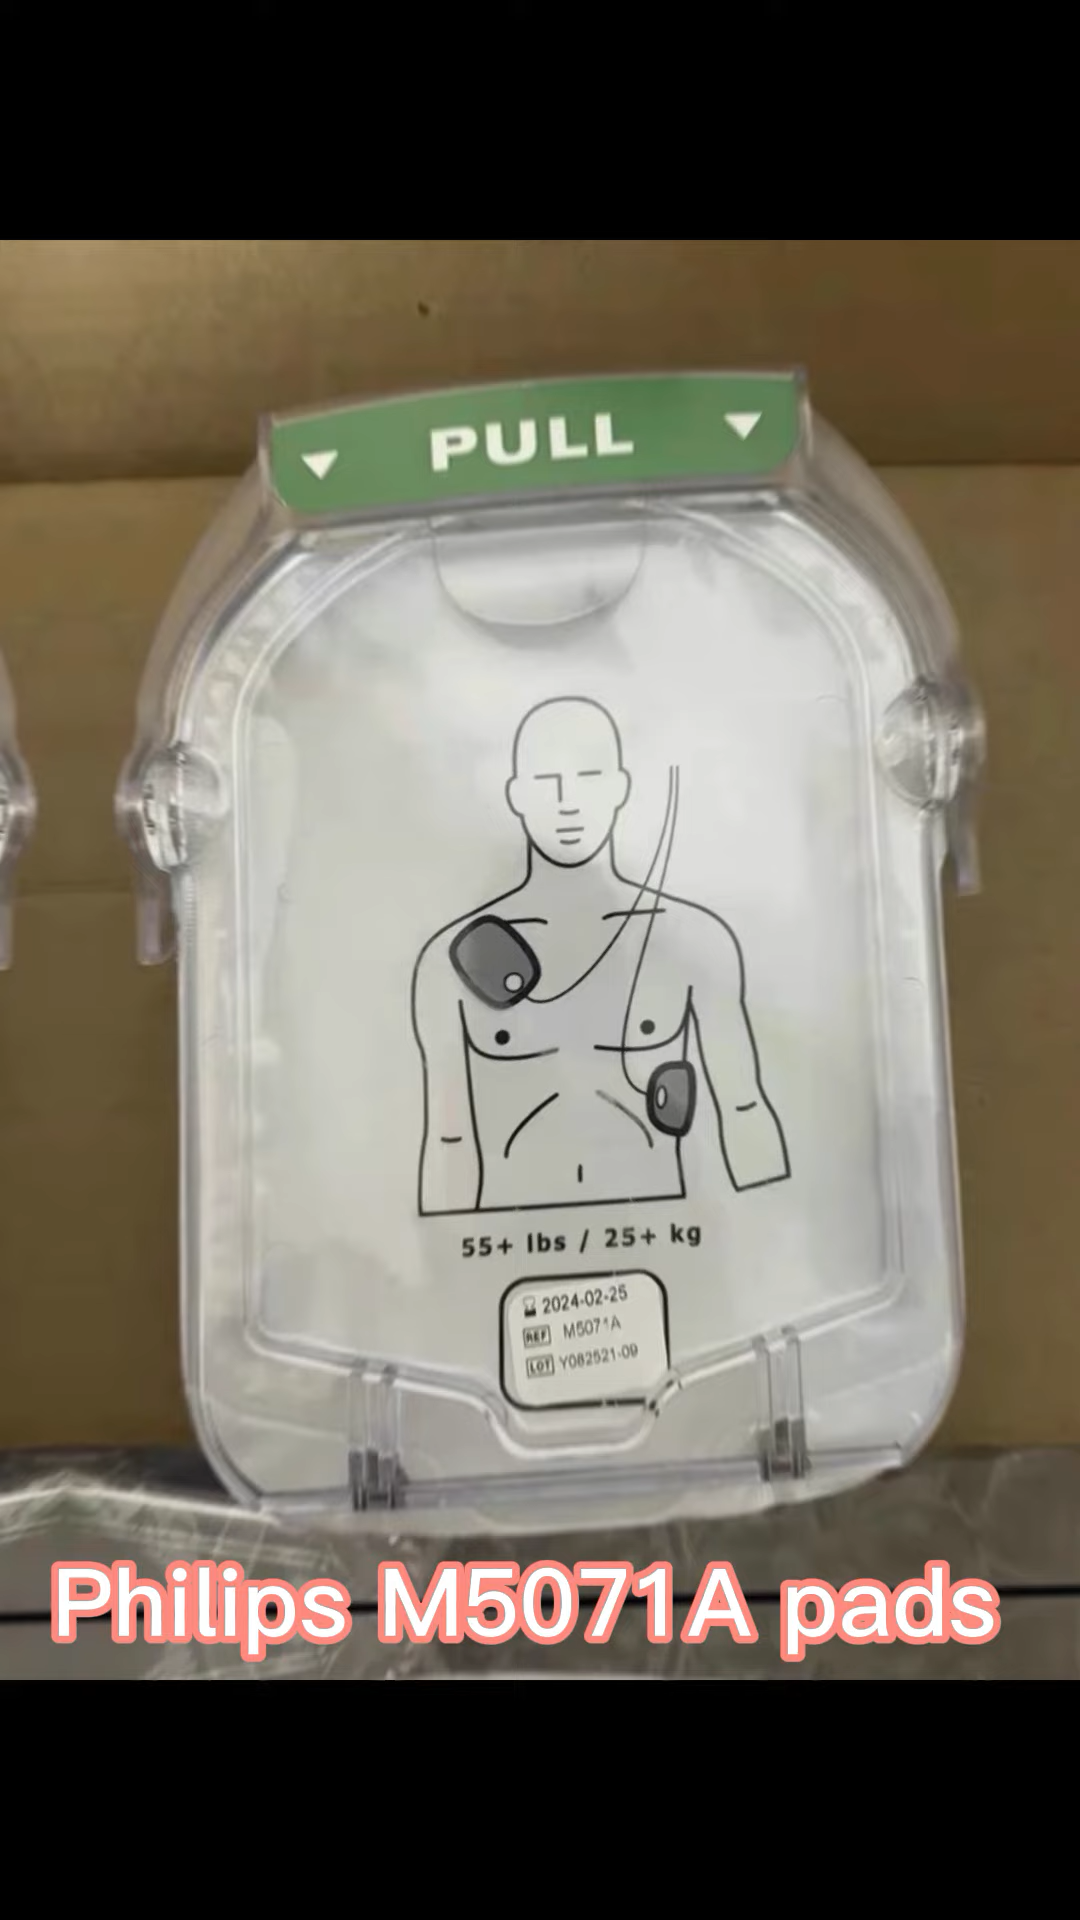 PULL
55+ lbs / 25+ kg
2024-02-25
REF M5071A
LOT Y082521-09
Philips M5071A pads